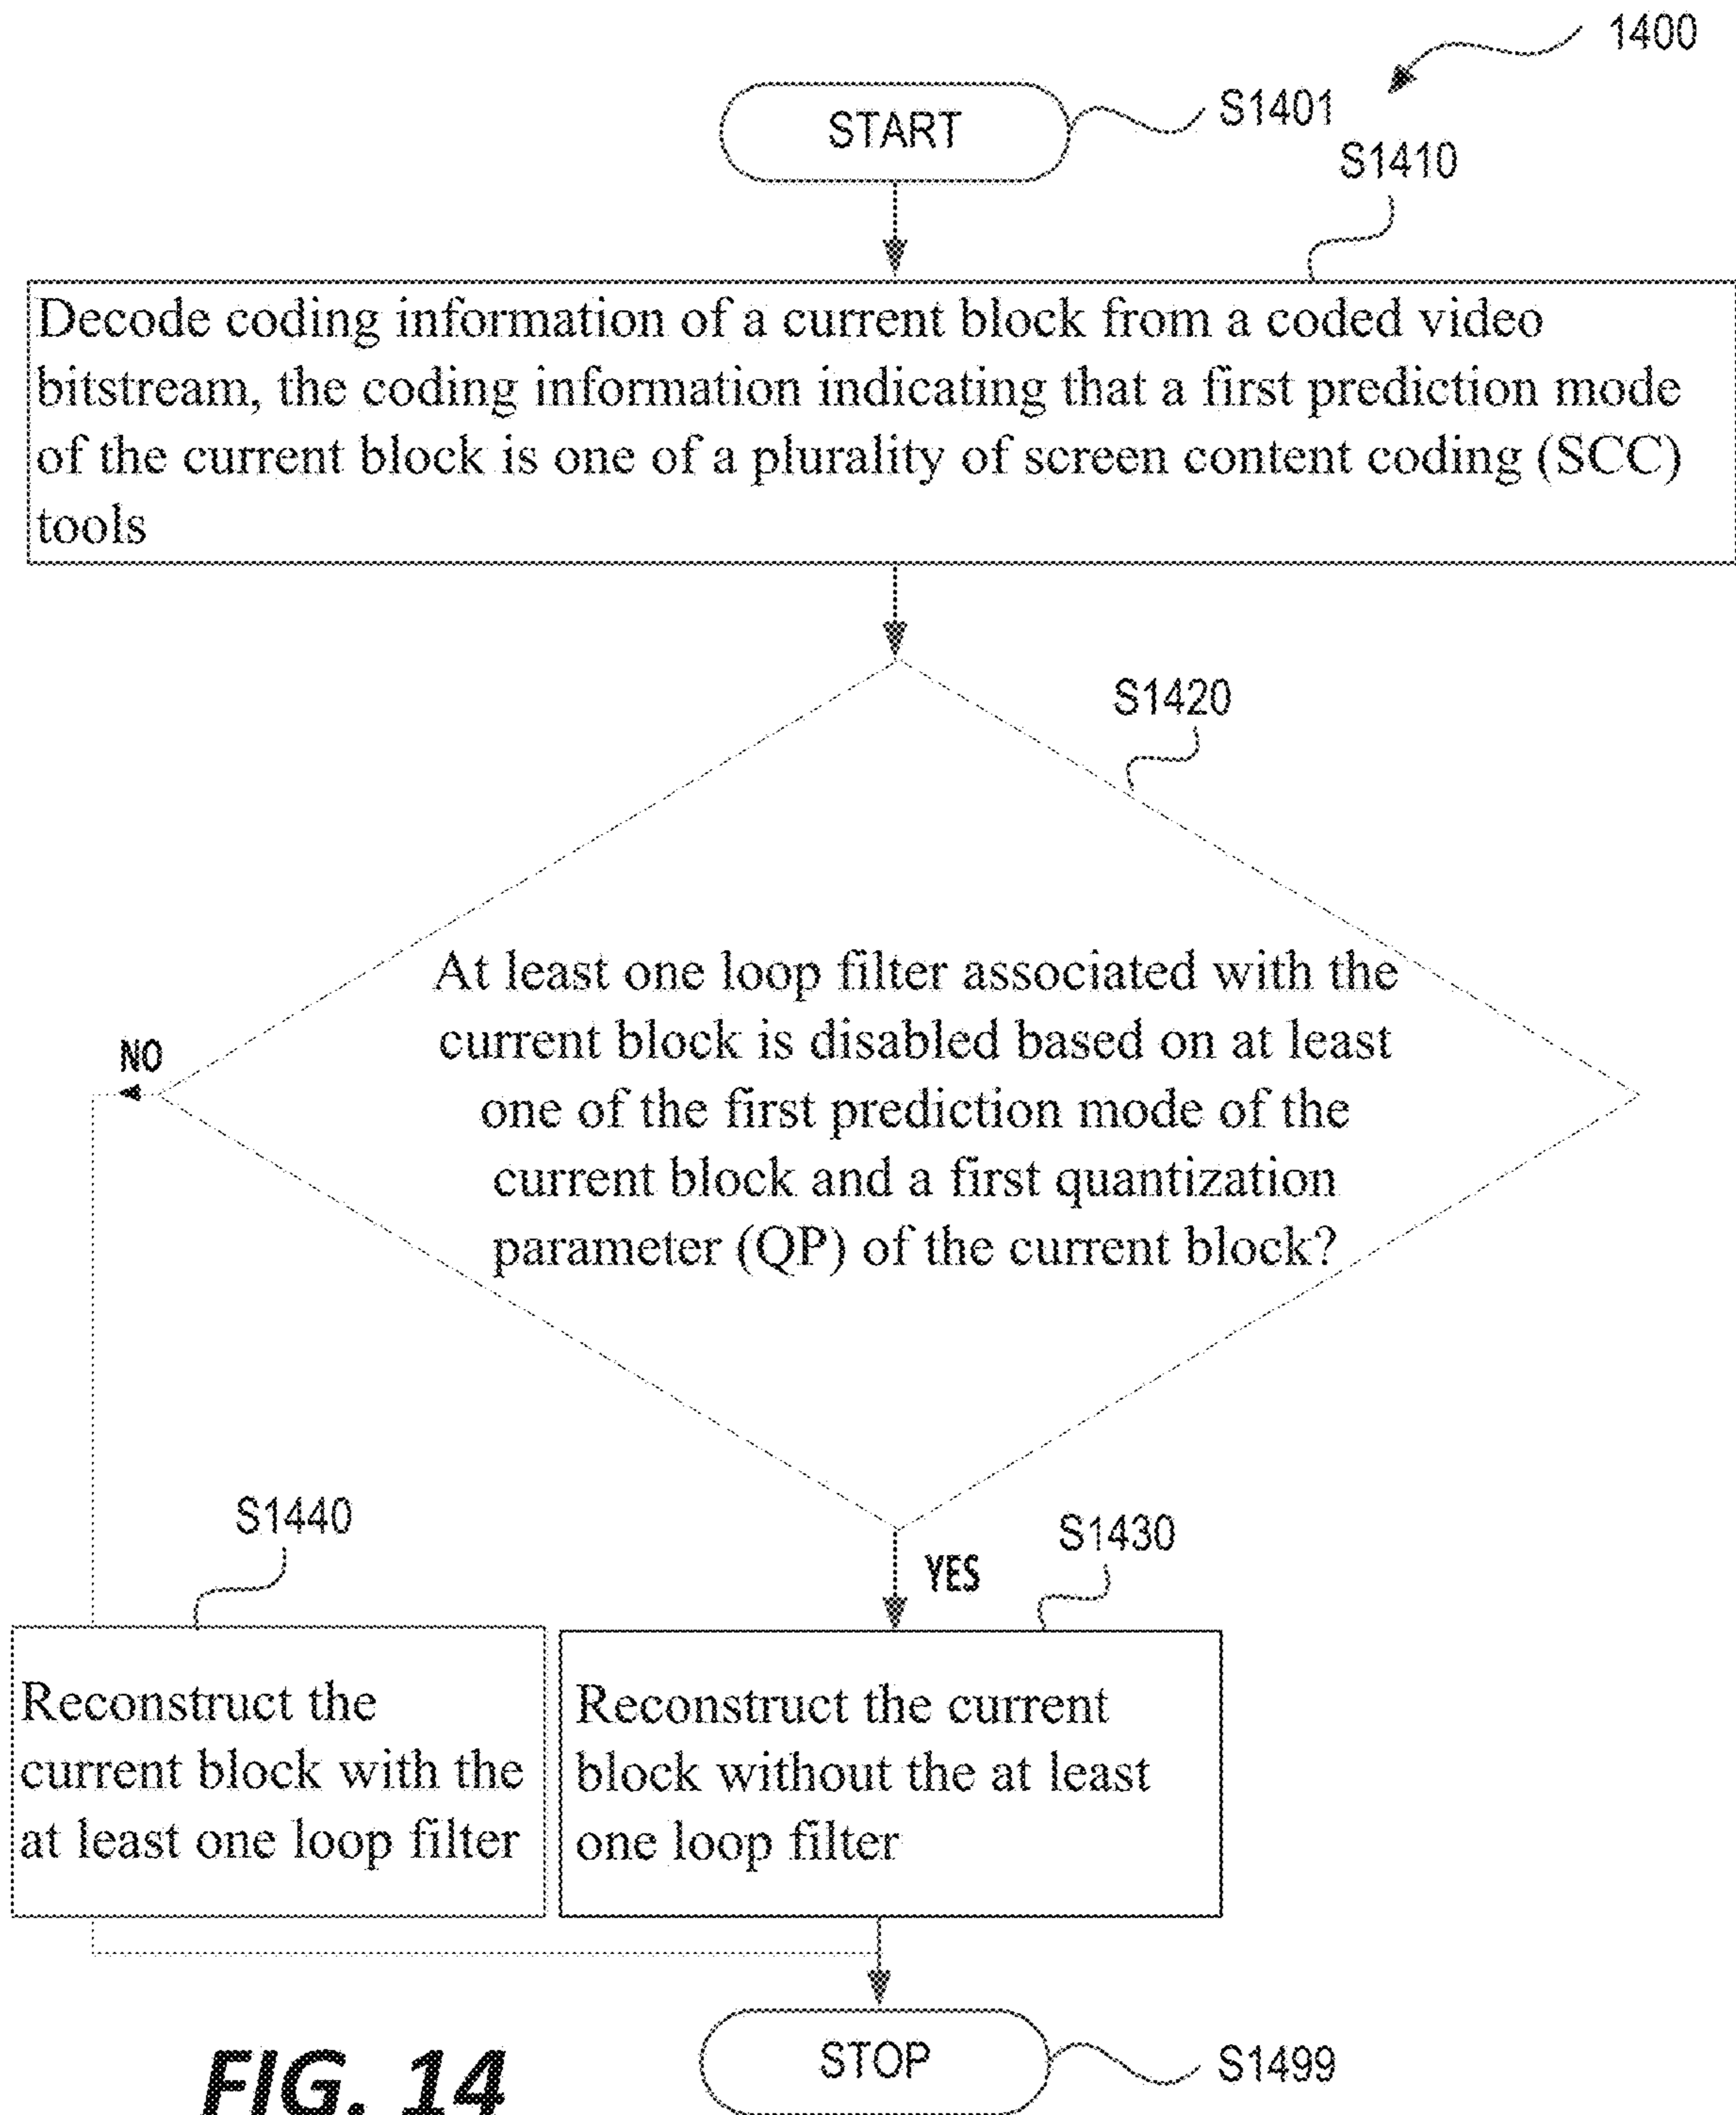 1400
START
S1401
S1410
Decode coding information of a current block from a coded video
bitstream, the coding information indicating that a first prediction mode
of the current block is one of a plurality of screen content coding (SCC)
tools
S1420
At least one loop filter associated with the
current block is disabled based on at least
one of the first prediction mode of the
current block and a first quantization
parameter (QP) of the current block?
NO
YES
S1440
S1430
Reconstruct the
current block with the
at least one loop filter
Reconstruct the current
block without the at least
one loop filter
STOP
S1499
FIG. 14